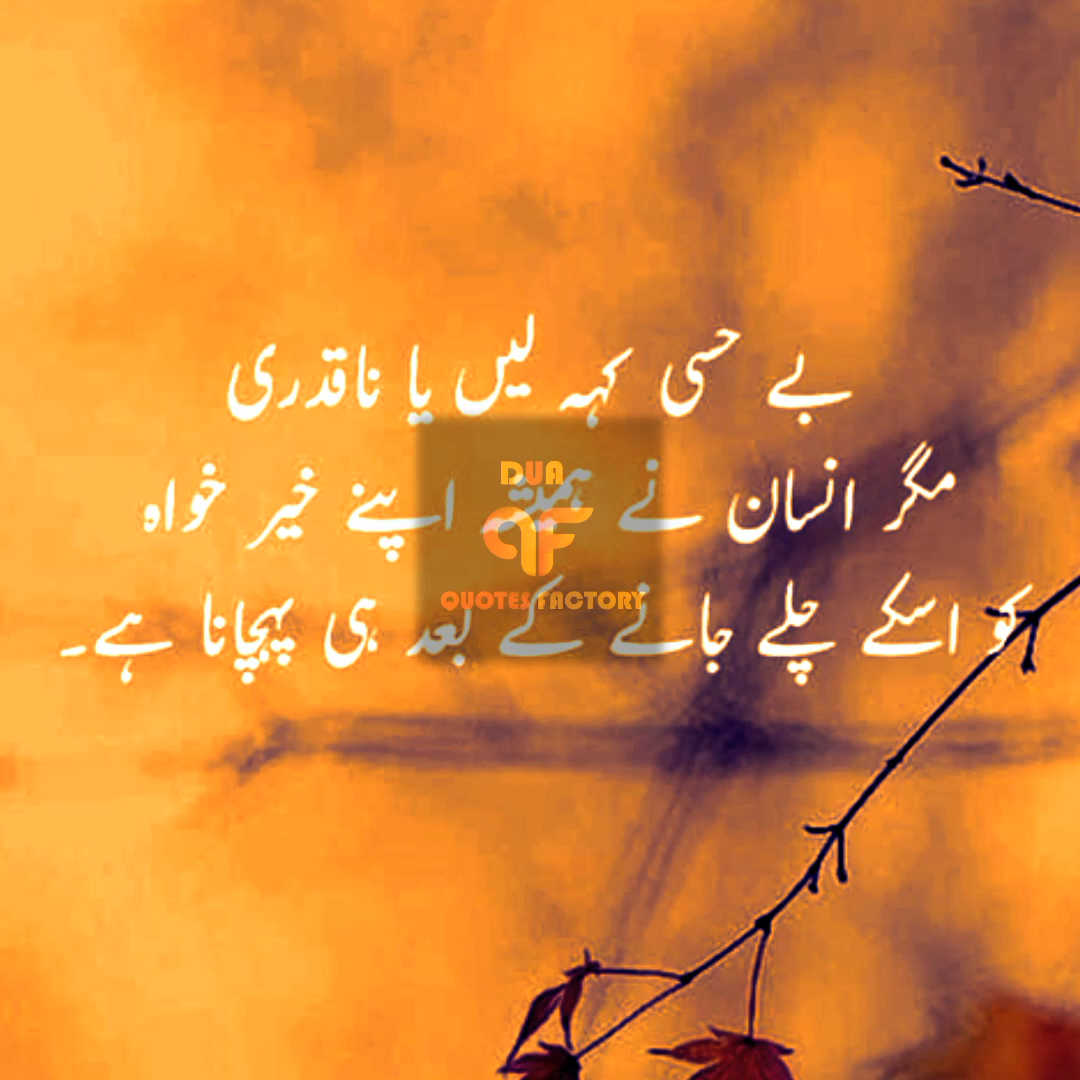 بے حسی کہہ لیں یا ناقدری
مگر انسان نے ہمیشہ اپنے خیر خواہ
کو اسکے چلے جانے کے بعد ہی پہچانا ہے۔
DUA
QF
QUOTES FACTORY